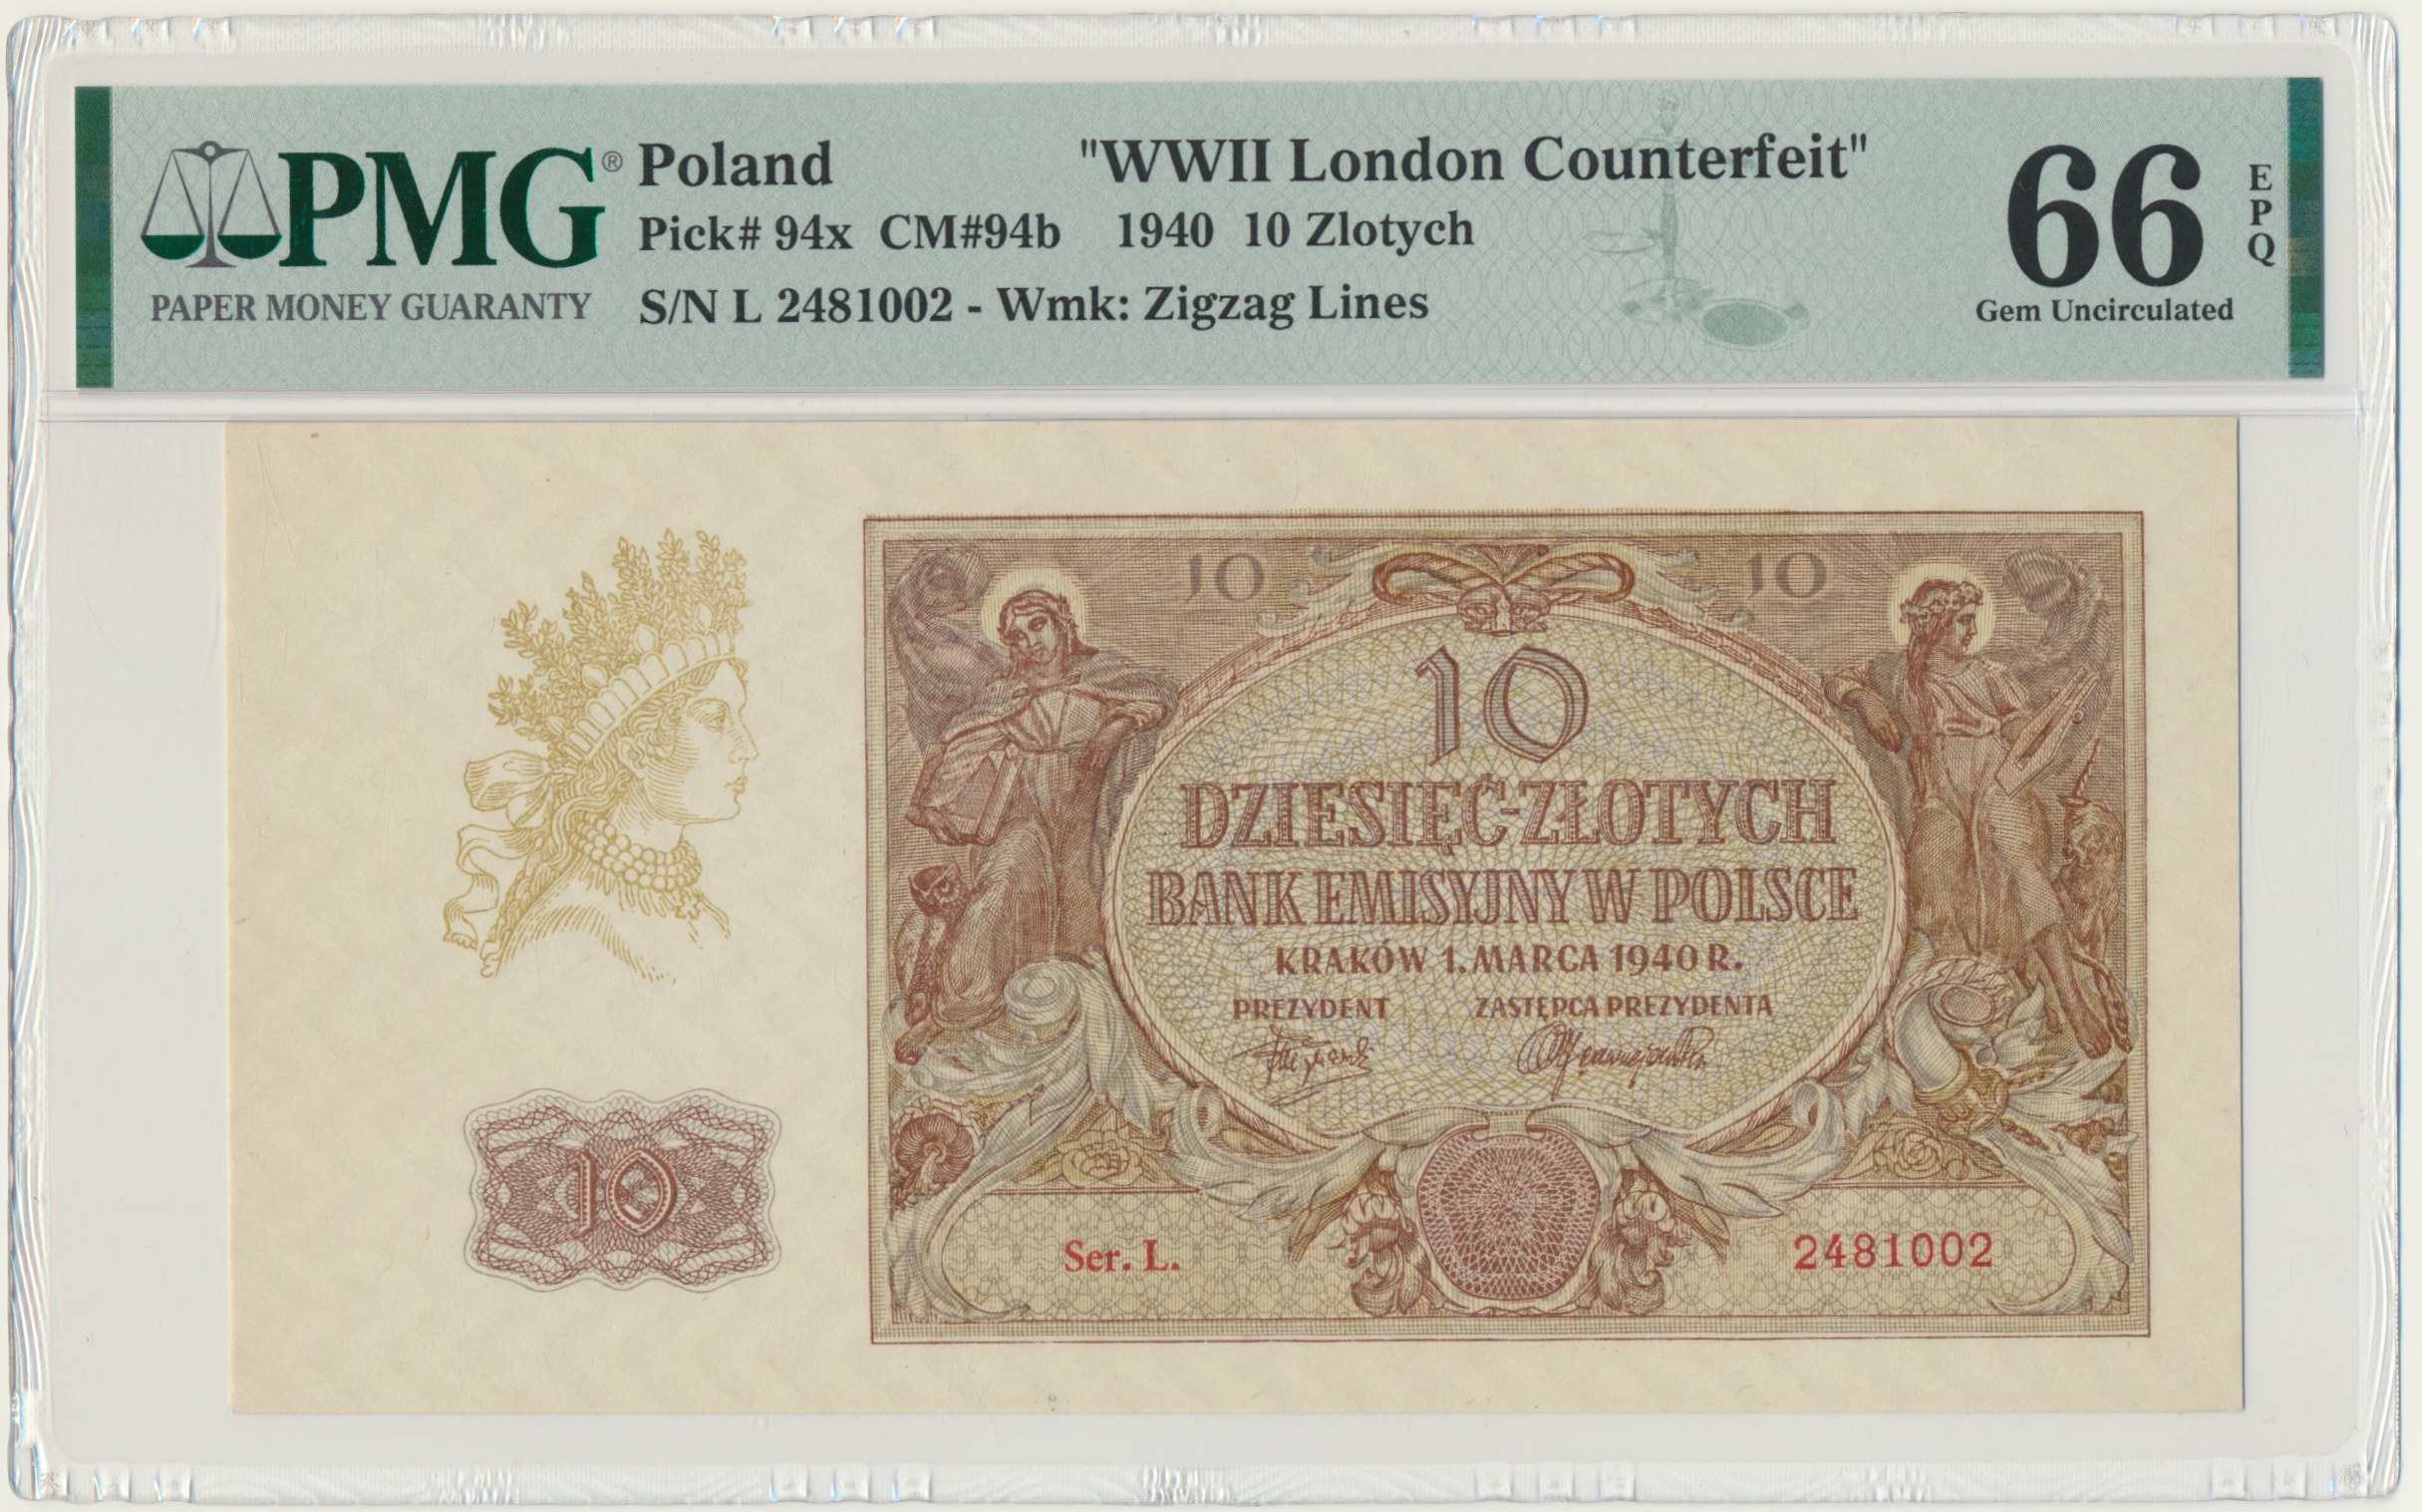 PMG®
PAPER MONEY GUARANTY
Poland "WWII London Counterfeit"
Pick# 94x CM#94b 1940 10 Zlotych
S/N L 2481002 - Wmk: Zigzag Lines
66
EPQ
Gem Uncirculated
10 10
10
DZIESIĘĆ-ZŁOTYCH
BANK EMISYJNY W POLSCE
KRAKÓW 1. MARCA 1940 R.
PREZYDENT ZASTĘPCA PREZYDENTA
10
Ser. L. 2481002